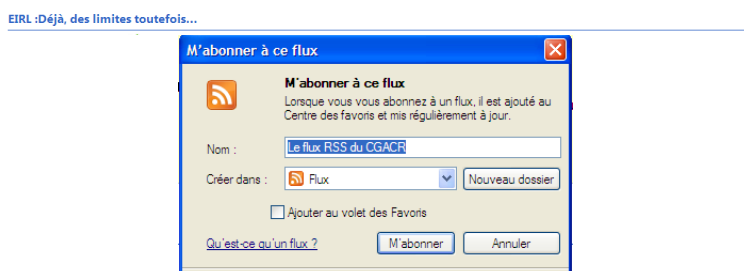 EIRL :Déjà, des limites toutefois...
M'abonner à ce flux
M'abonner à ce flux
Lorsque vous vous abonnez à un flux, il est ajouté au
Centre des favoris et mis régulièrement à jour.
Nom :
Le flux RSS du CGACR
Créer dans :
Flux
Nouveau dossier
Ajouter au volet des Favoris
Qu'est-ce qu'un flux ?
M'abonner
Annuler